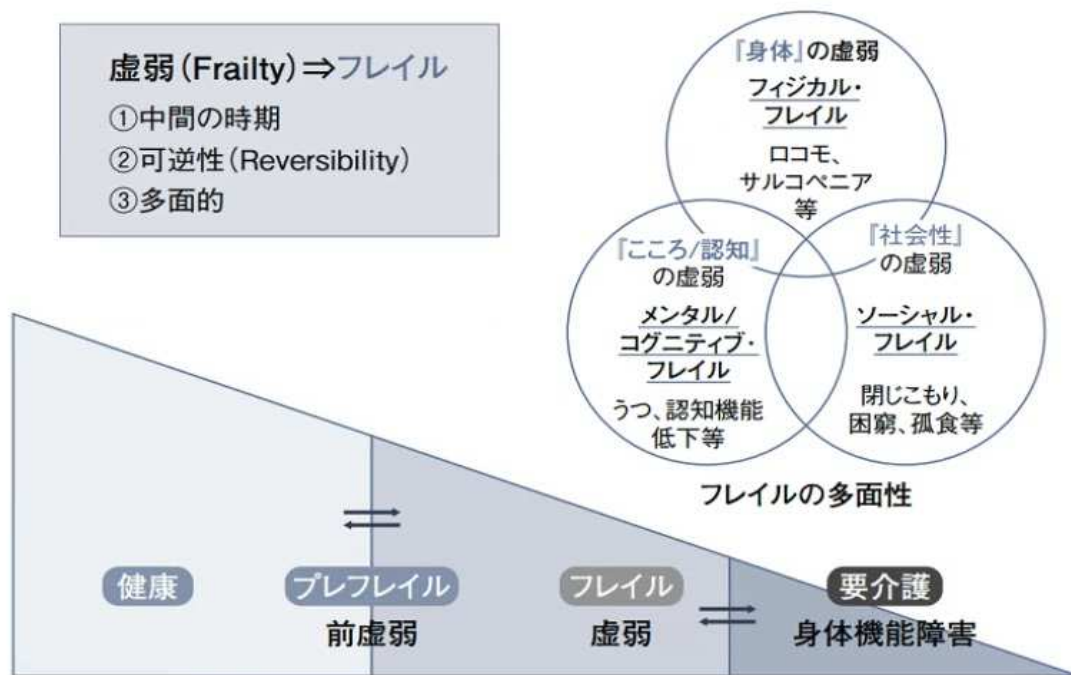 虚弱(Frailty)⇒フレイル
①中間の時期
②可逆性(Reversibility)
③多面的
『身体』の虚弱
フィジカル・
フレイル
ロコモ、
サルコペニア
等
『こころ/認知』
の虚弱
メンタル/
コグニティブ・
フレイル
うつ、認知機能
低下等
『社会性』
の虚弱
ソーシャル・
フレイル
閉じこもり、
困窮、孤食等
フレイルの多面性
健康
プレフレイル
前虚弱
フレイル
虚弱
要介護
身体機能障害